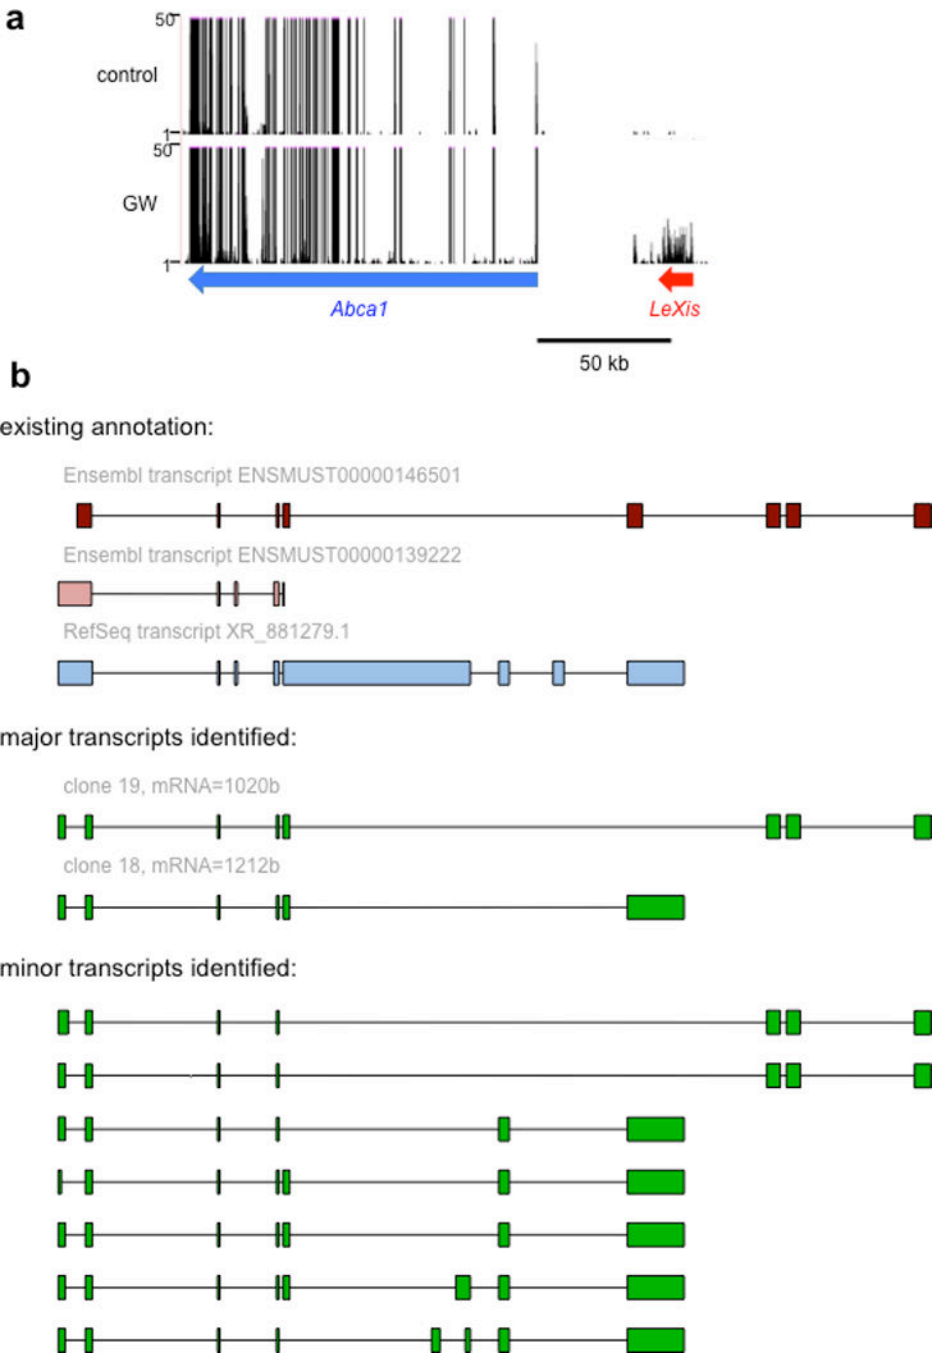 a
50
control
1
50
GW
1
Abca1
LeXis
50 kb
b
existing annotation:
Ensembl transcript ENSMUST00000146501
Ensembl transcript ENSMUST00000139222
RefSeq transcript XR_881279.1
major transcripts identified:
clone 19, mRNA=1020b
clone 18, mRNA=1212b
minor transcripts identified: